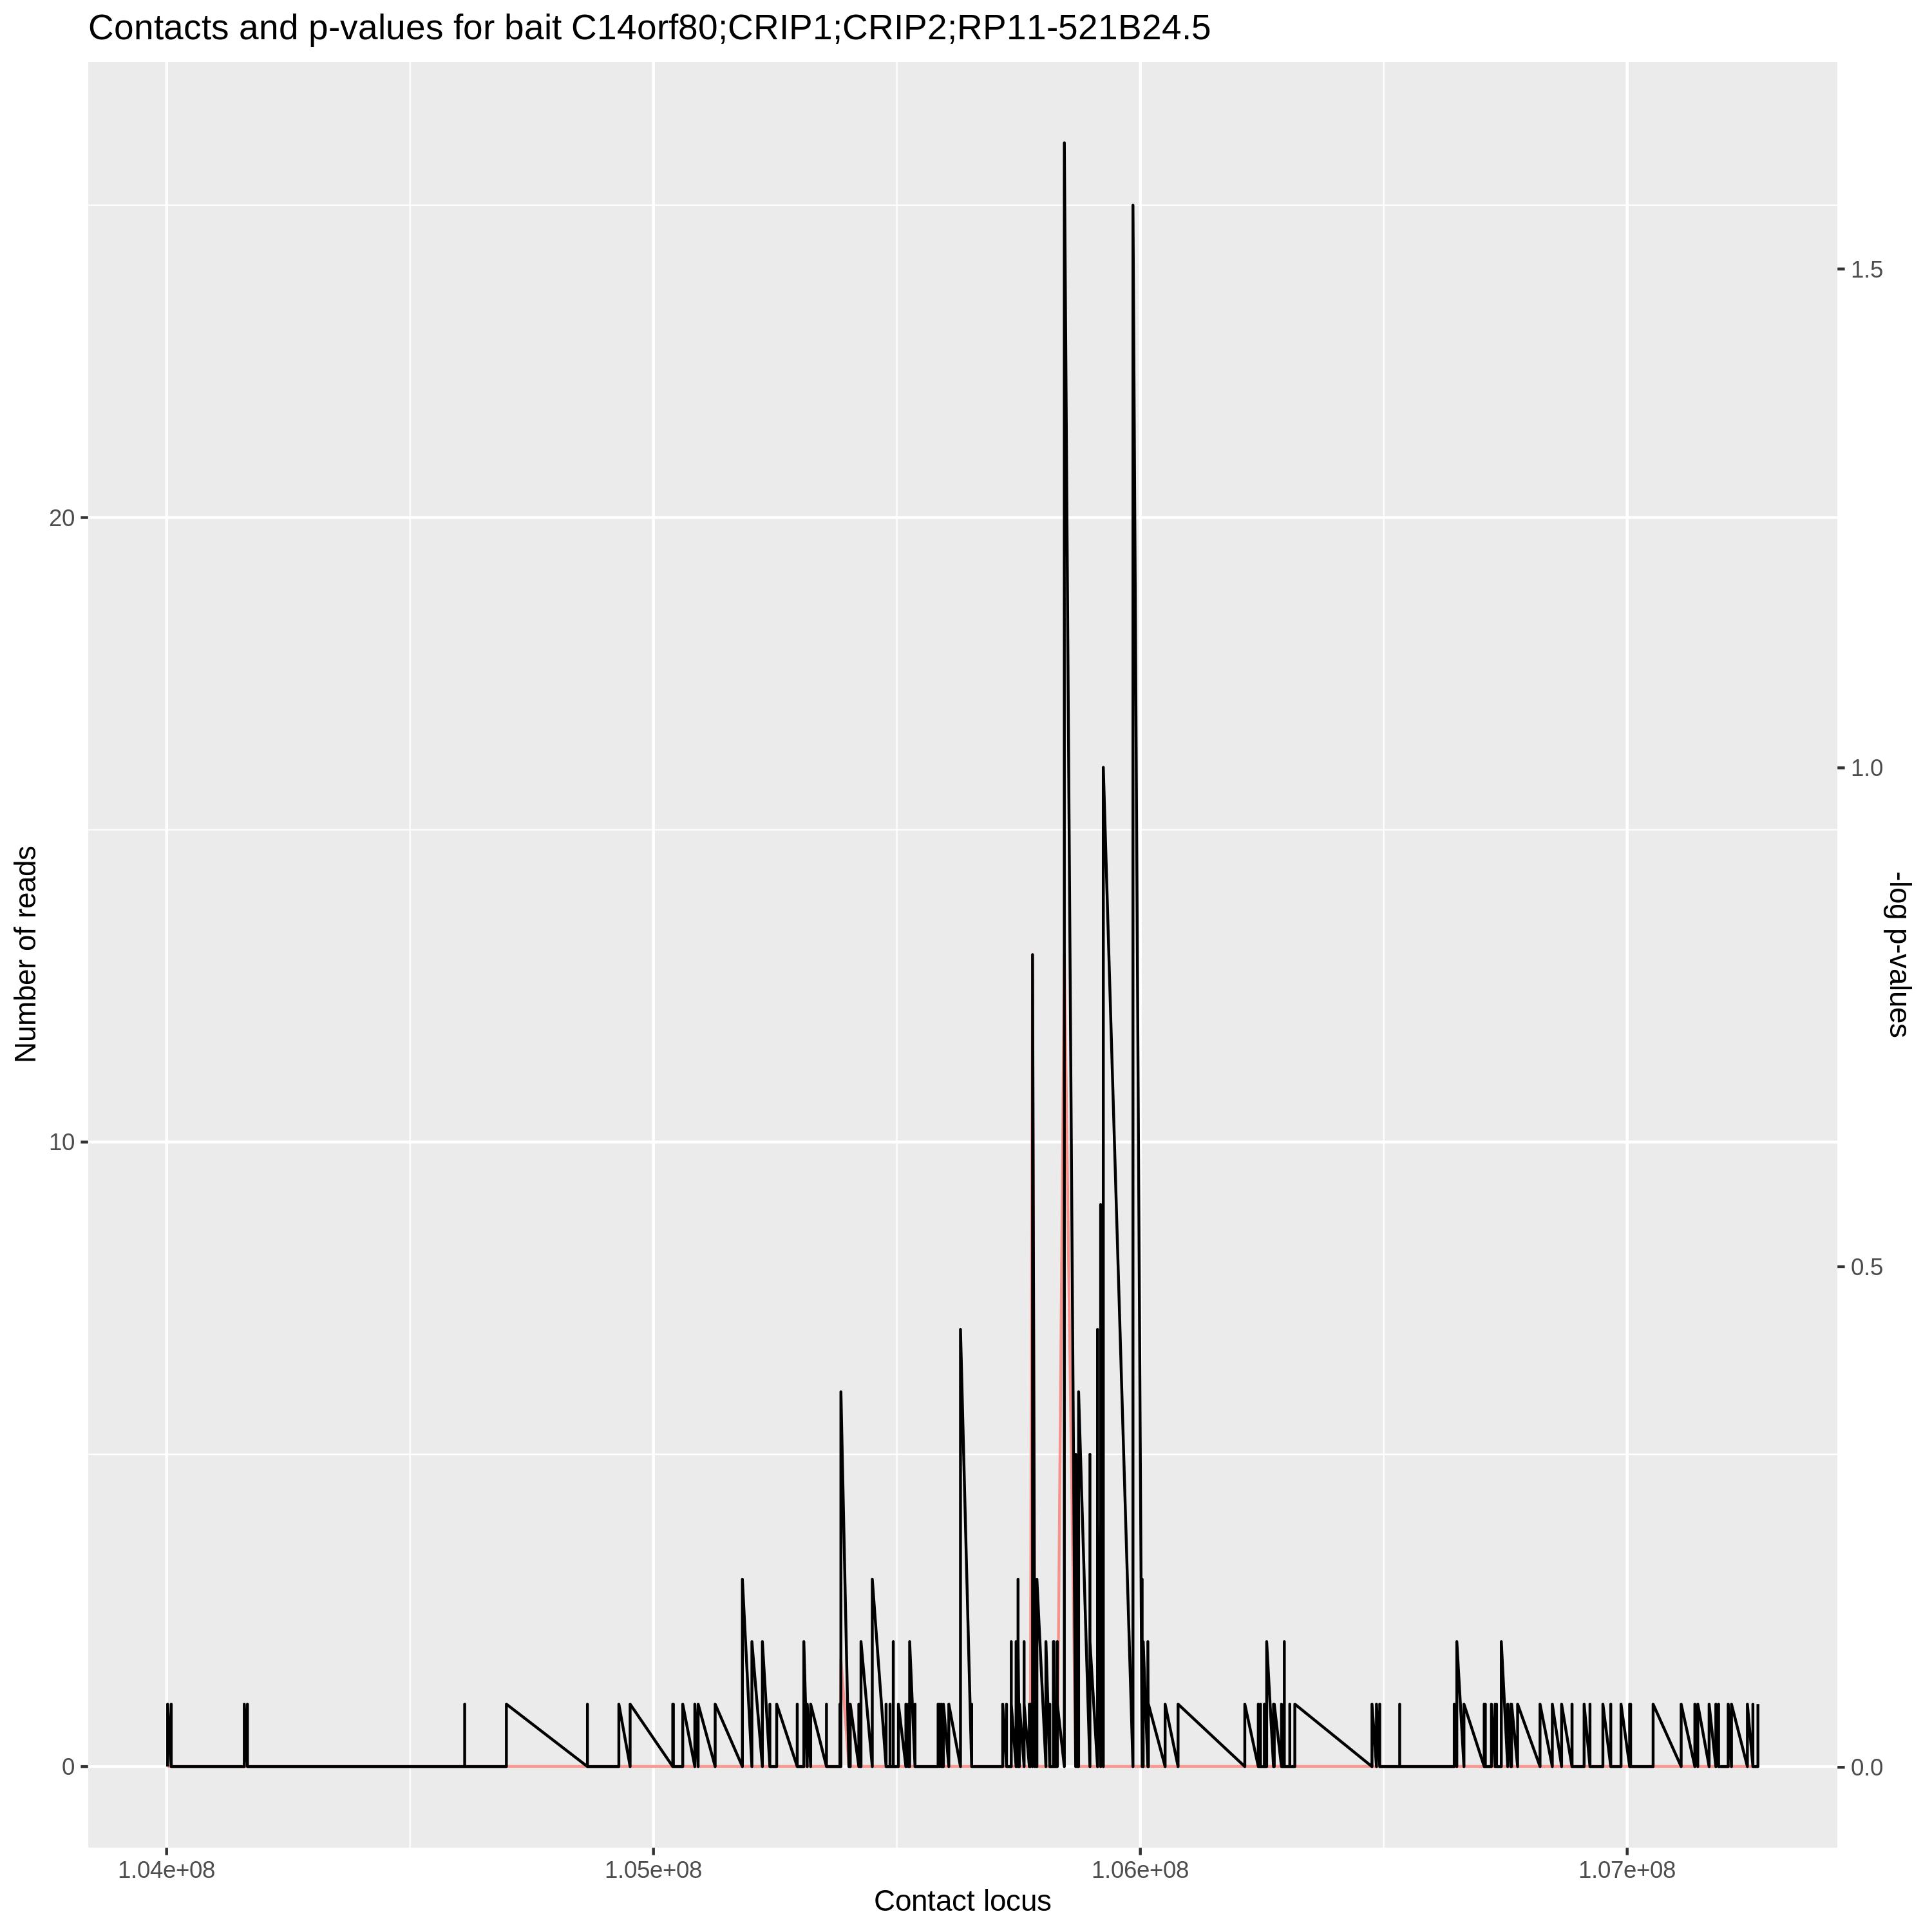 Contacts and p-values for bait C14orf80;CRIP1;CRIP2;RP11-521B24.5
Number of reads
20
10
0
1.5
1.0
0.5
0.0
-log p-values
1.04e+08 1.05e+08 1.06e+08 1.07e+08
Contact locus